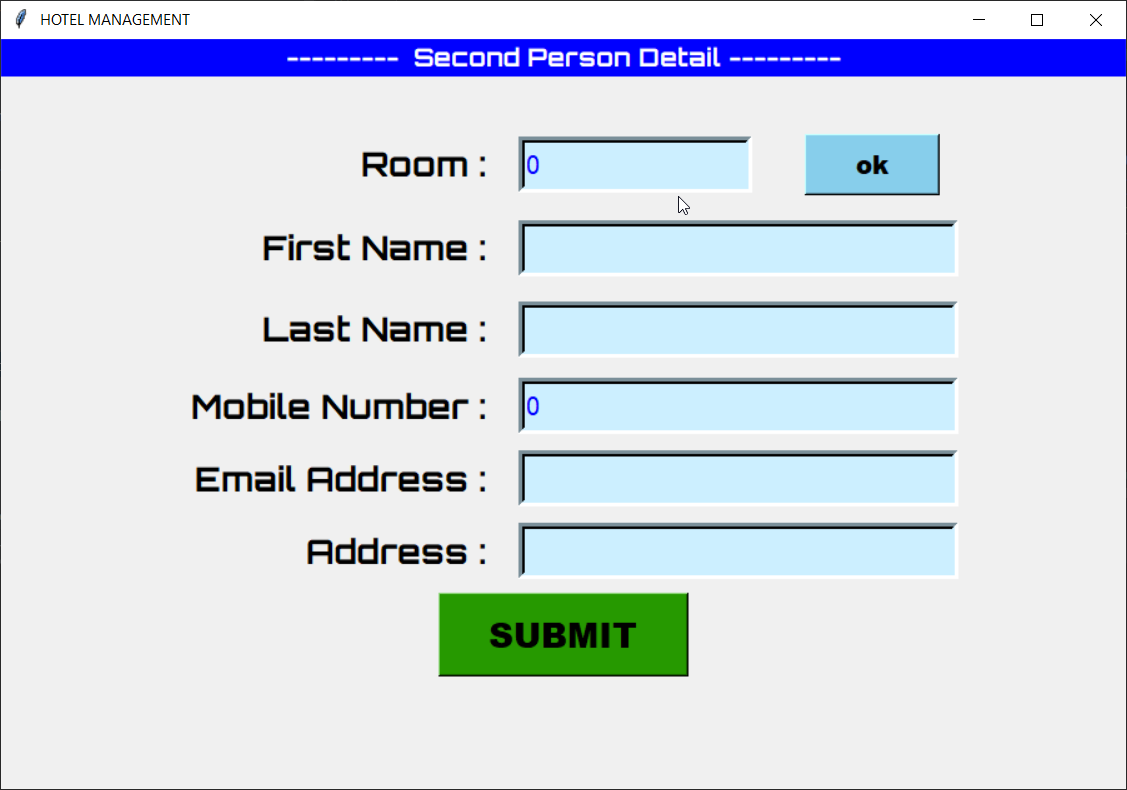 HOTEL MANAGEMENT
--------- Second Person Detail ---------
Room : 0 ok
First Name :
Last Name :
Mobile Number : 0
Email Address :
Address :
SUBMIT